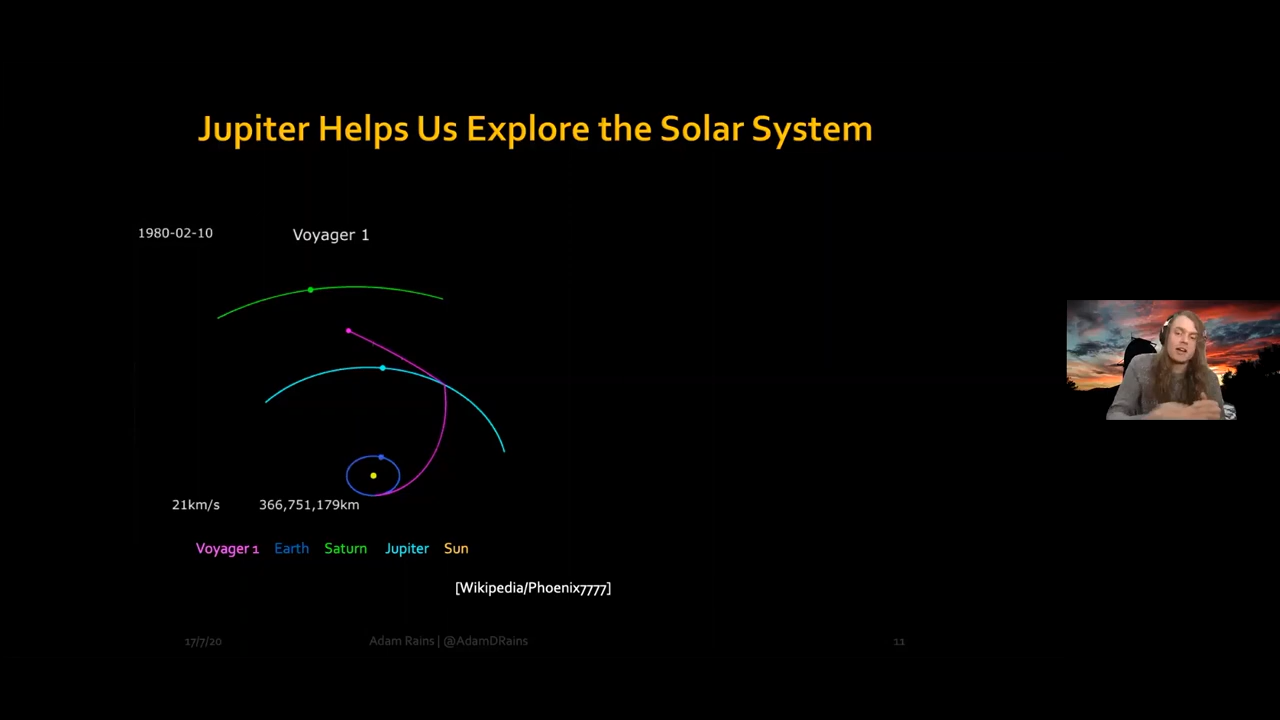 Jupiter Helps Us Explore the Solar System
1980-02-10 Voyager 1
21km/s 366,751,179km
Voyager 1 Earth Saturn Jupiter Sun
[Wikipedia/Phoenix7777]
17/7/20 Adam Rains | @AdamDRains 11